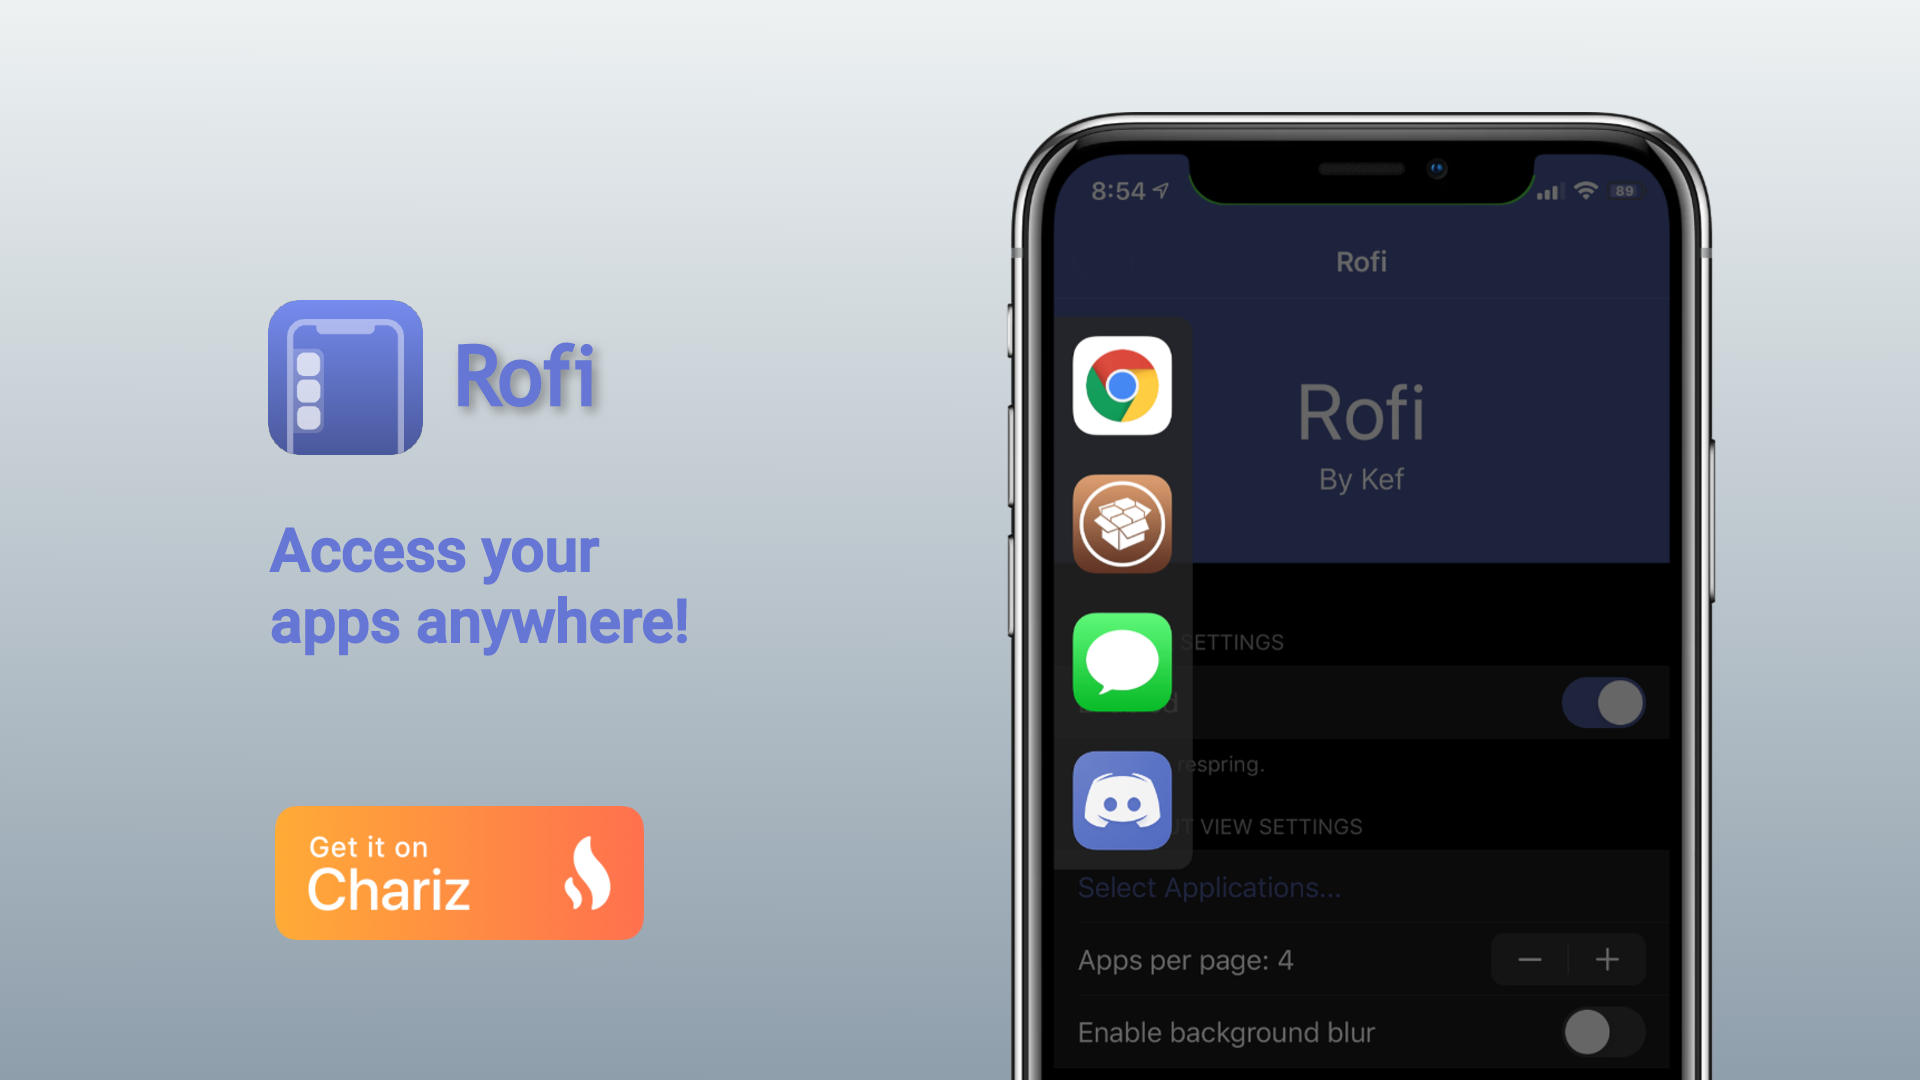 Rofi
Access your
apps anywhere!
Get it on
Chariz
8:54
89
Rofi
Rofi
By Kef
SETTINGS
respring.
VIEW SETTINGS
Select Applications...
Apps per page: 4
Enable background blur